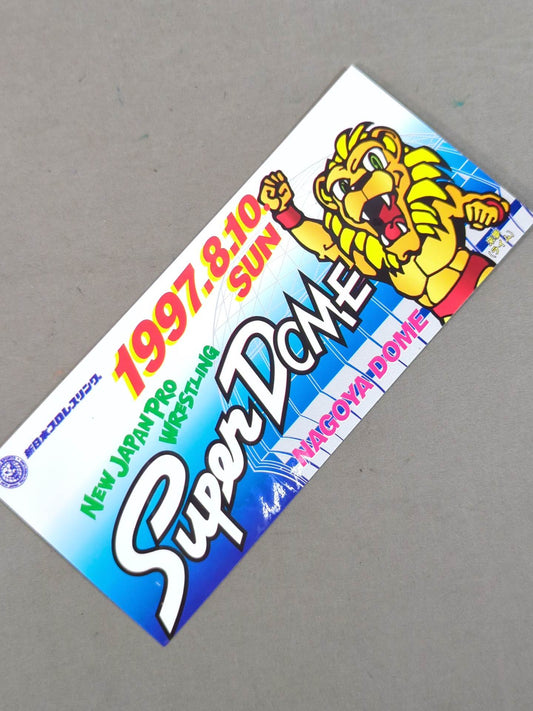 新日本プロレスリング
1997.8.10.
SUN
NEW JAPAN PRO
WRESTLING
SUPER DOME
NAGOYA DOME